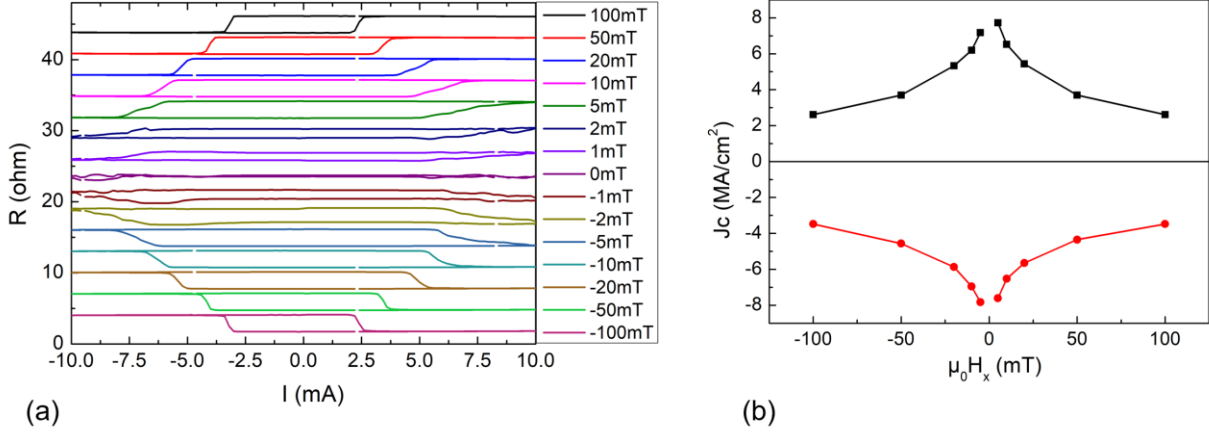 R (ohm)
40
30
20
10
0
-10.0 -7.5 -5.0 -2.5 0.0 2.5 5.0 7.5 10.0
I (mA)
100mT
50mT
20mT
10mT
5mT
2mT
1mT
0mT
-1mT
-2mT
-5mT
-10mT
-20mT
-50mT
-100mT
(a)
Jc (MA/cm²)
8
6
4
2
0
-2
-4
-6
-8
-100 -50 0 50 100
μ₀Hₓ (mT)
(b)